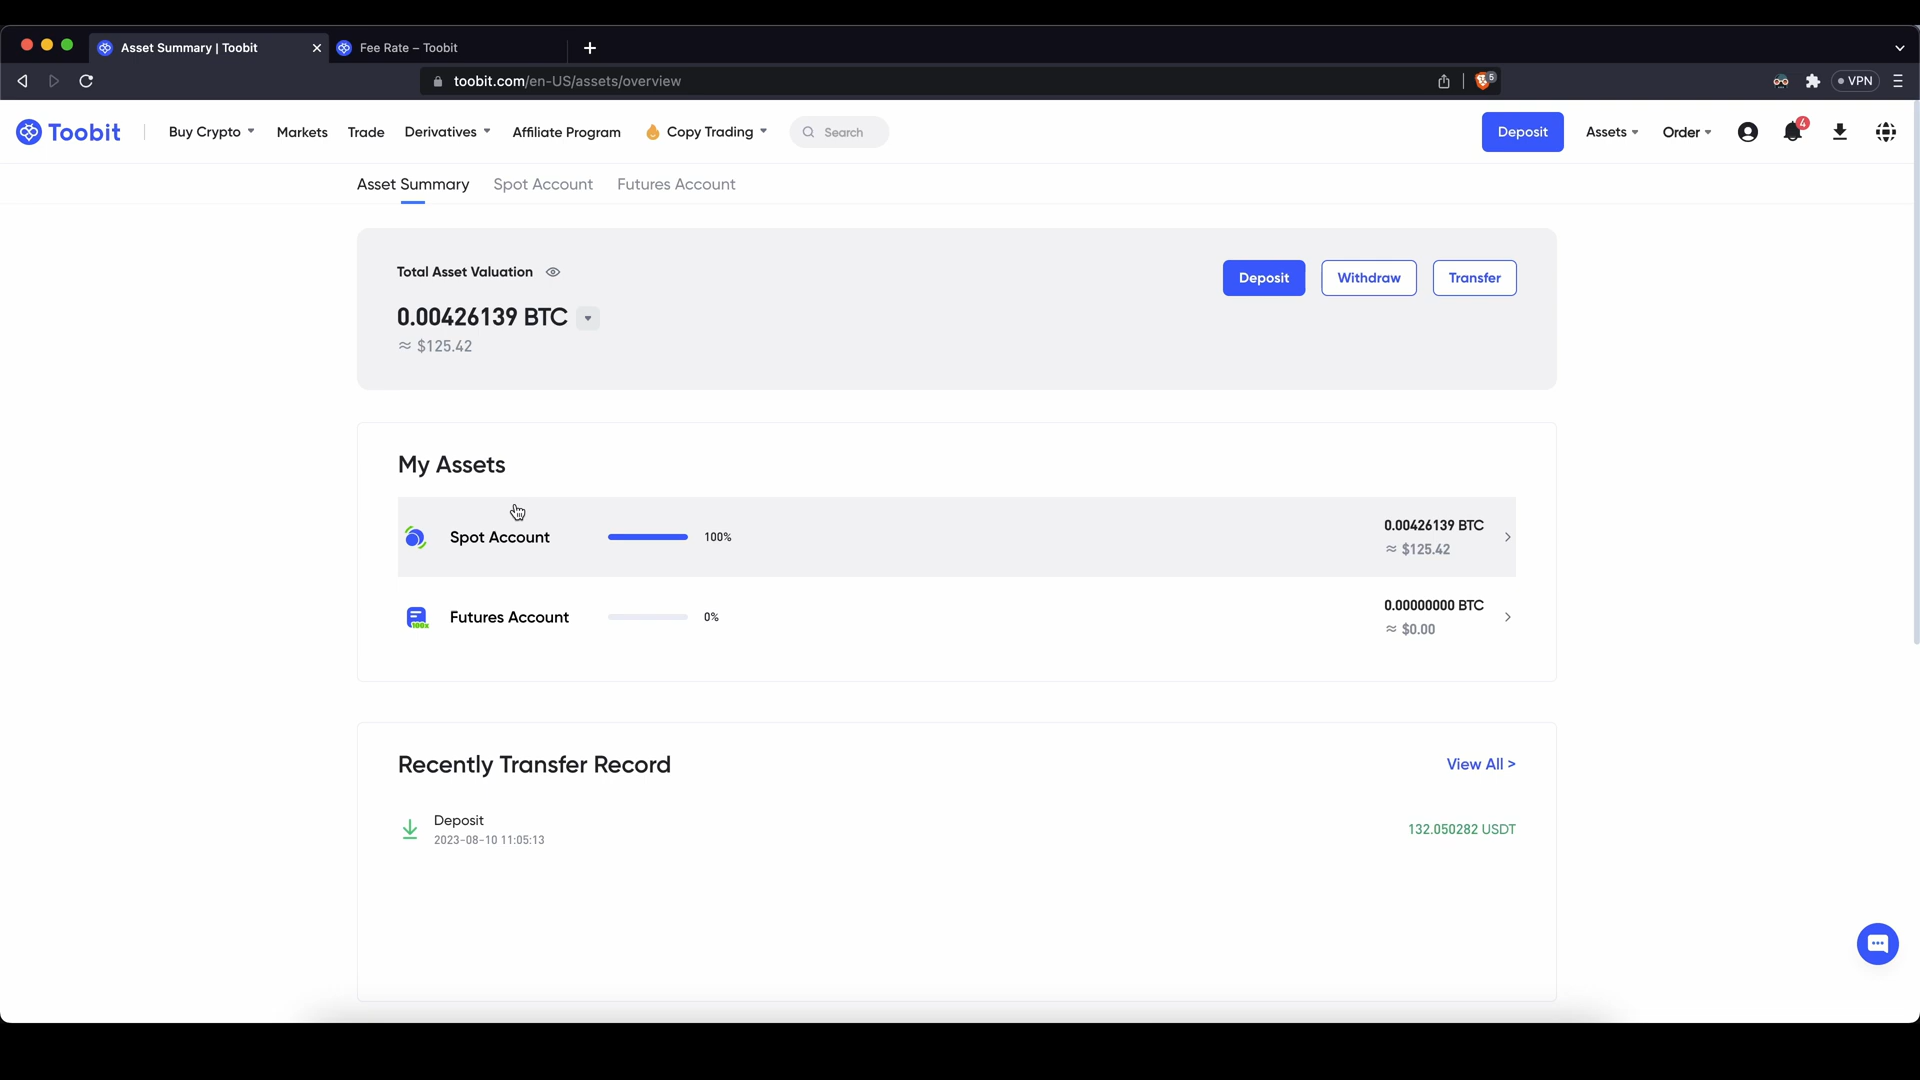 Asset Summary | Toobit
Fee Rate – Toobit
toobit.com/en-US/assets/overview
5
VPN
Toobit
Buy Crypto
Markets
Trade
Derivatives
Affiliate Program
Copy Trading
Search
Deposit
Assets
Order
4
Asset Summary
Spot Account
Futures Account
Total Asset Valuation
Deposit
Withdraw
Transfer
0.00426139 BTC
≈ $125.42
My Assets
Spot Account
100%
0.00426139 BTC
≈ $125.42
100x
Futures Account
0%
0.00000000 BTC
≈ $0.00
Recently Transfer Record
View All >
Deposit
2023-08-10 11:05:13
132.050282 USDT